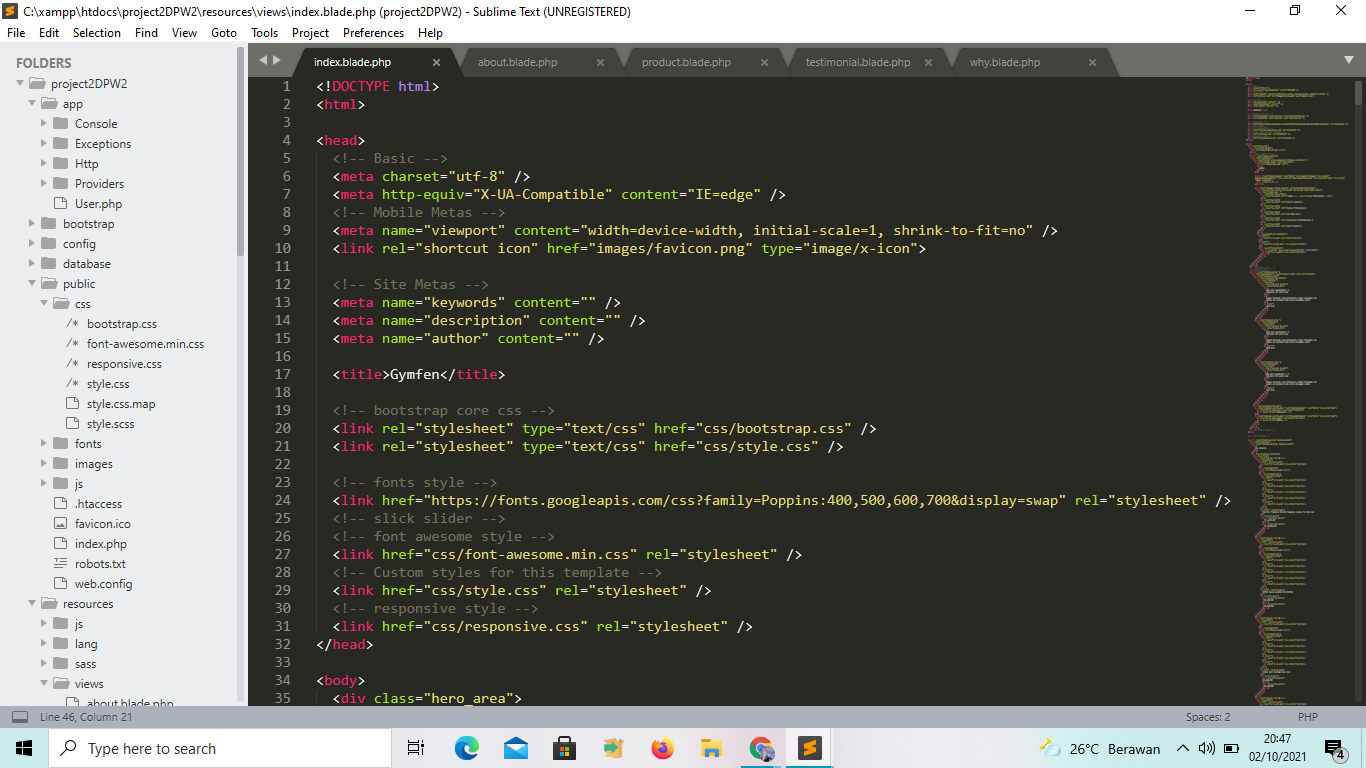 C:\xampp\htdocs\project2DPW2\resources\views\index.blade.php (project2DPW2) - Sublime Text (UNREGISTERED)
File Edit Selection Find View Goto Tools Project Preferences Help
FOLDERS
project2DPW2
app
Console
Exceptions
Http
Providers
User.php
bootstrap
config
database
public
css
/* bootstrap.css
/* font-awesome.min.css
/* responsive.css
/* style.css
style.css.map
style.scss
fonts
images
js
.htaccess
favicon.ico
index.php
robots.txt
web.config
resources
js
lang
sass
views
about.blade.php
index.blade.php about.blade.php product.blade.php testimonial.blade.php why.blade.php
1 <!DOCTYPE html>
2 <html>
3
4 <head>
5 <!-- Basic -->
6 <meta charset="utf-8" />
7 <meta http-equiv="X-UA-Compatible" content="IE=edge" />
8 <!-- Mobile Metas -->
9 <meta name="viewport" content="width=device-width, initial-scale=1, shrink-to-fit=no" />
10 <link rel="shortcut icon" href="images/favicon.png" type="image/x-icon">
11
12 <!-- Site Metas -->
13 <meta name="keywords" content="" />
14 <meta name="description" content="" />
15 <meta name="author" content="" />
16
17 <title>Gymfen</title>
18
19 <!-- bootstrap core css -->
20 <link rel="stylesheet" type="text/css" href="css/bootstrap.css" />
21 <link rel="stylesheet" type="text/css" href="css/style.css" />
22
23 <!-- fonts style -->
24 <link href="https://fonts.googleapis.com/css?family=Poppins:400,500,600,700&display=swap" rel="stylesheet" />
25 <!-- slick slider -->
26 <!-- font awesome style -->
27 <link href="css/font-awesome.min.css" rel="stylesheet" />
28 <!-- Custom styles for this template -->
29 <link href="css/style.css" rel="stylesheet" />
30 <!-- responsive style -->
31 <link href="css/responsive.css" rel="stylesheet" />
32 </head>
33
34 <body>
35 <div class="hero_area">
Line 46, Column 21 Spaces: 2 PHP
Type here to search
26°C Berawan
20:47
02/10/2021
4